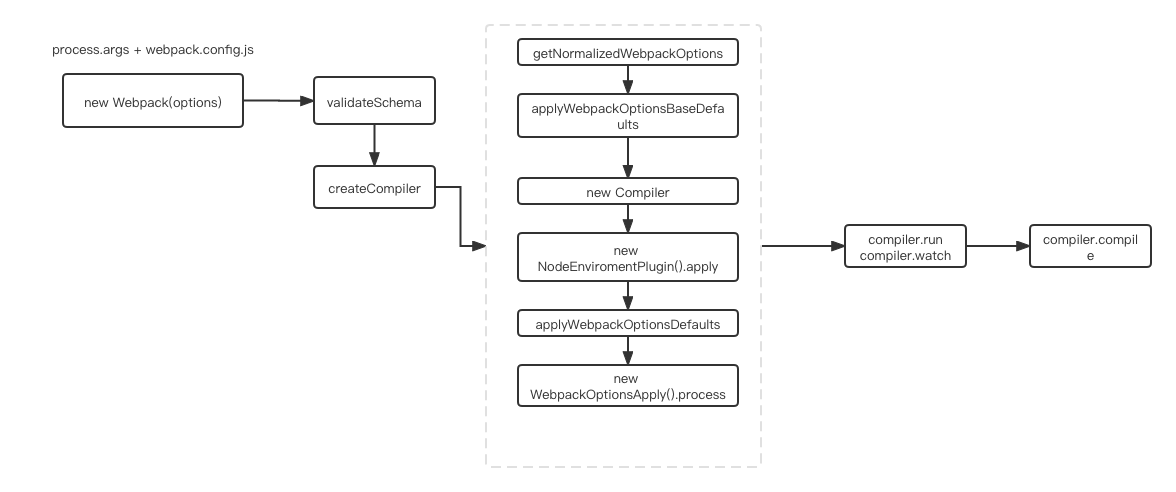 process.args + webpack.config.js
new Webpack(options)
validateSchema
createCompiler
getNormalizedWebpackOptions
applyWebpackOptionsBaseDefa
ults
new Compiler
new
NodeEnviromentPlugin().apply
applyWebpackOptionsDefaults
new
WebpackOptionsApply().process
compiler.run
compiler.watch
compiler.compil
e